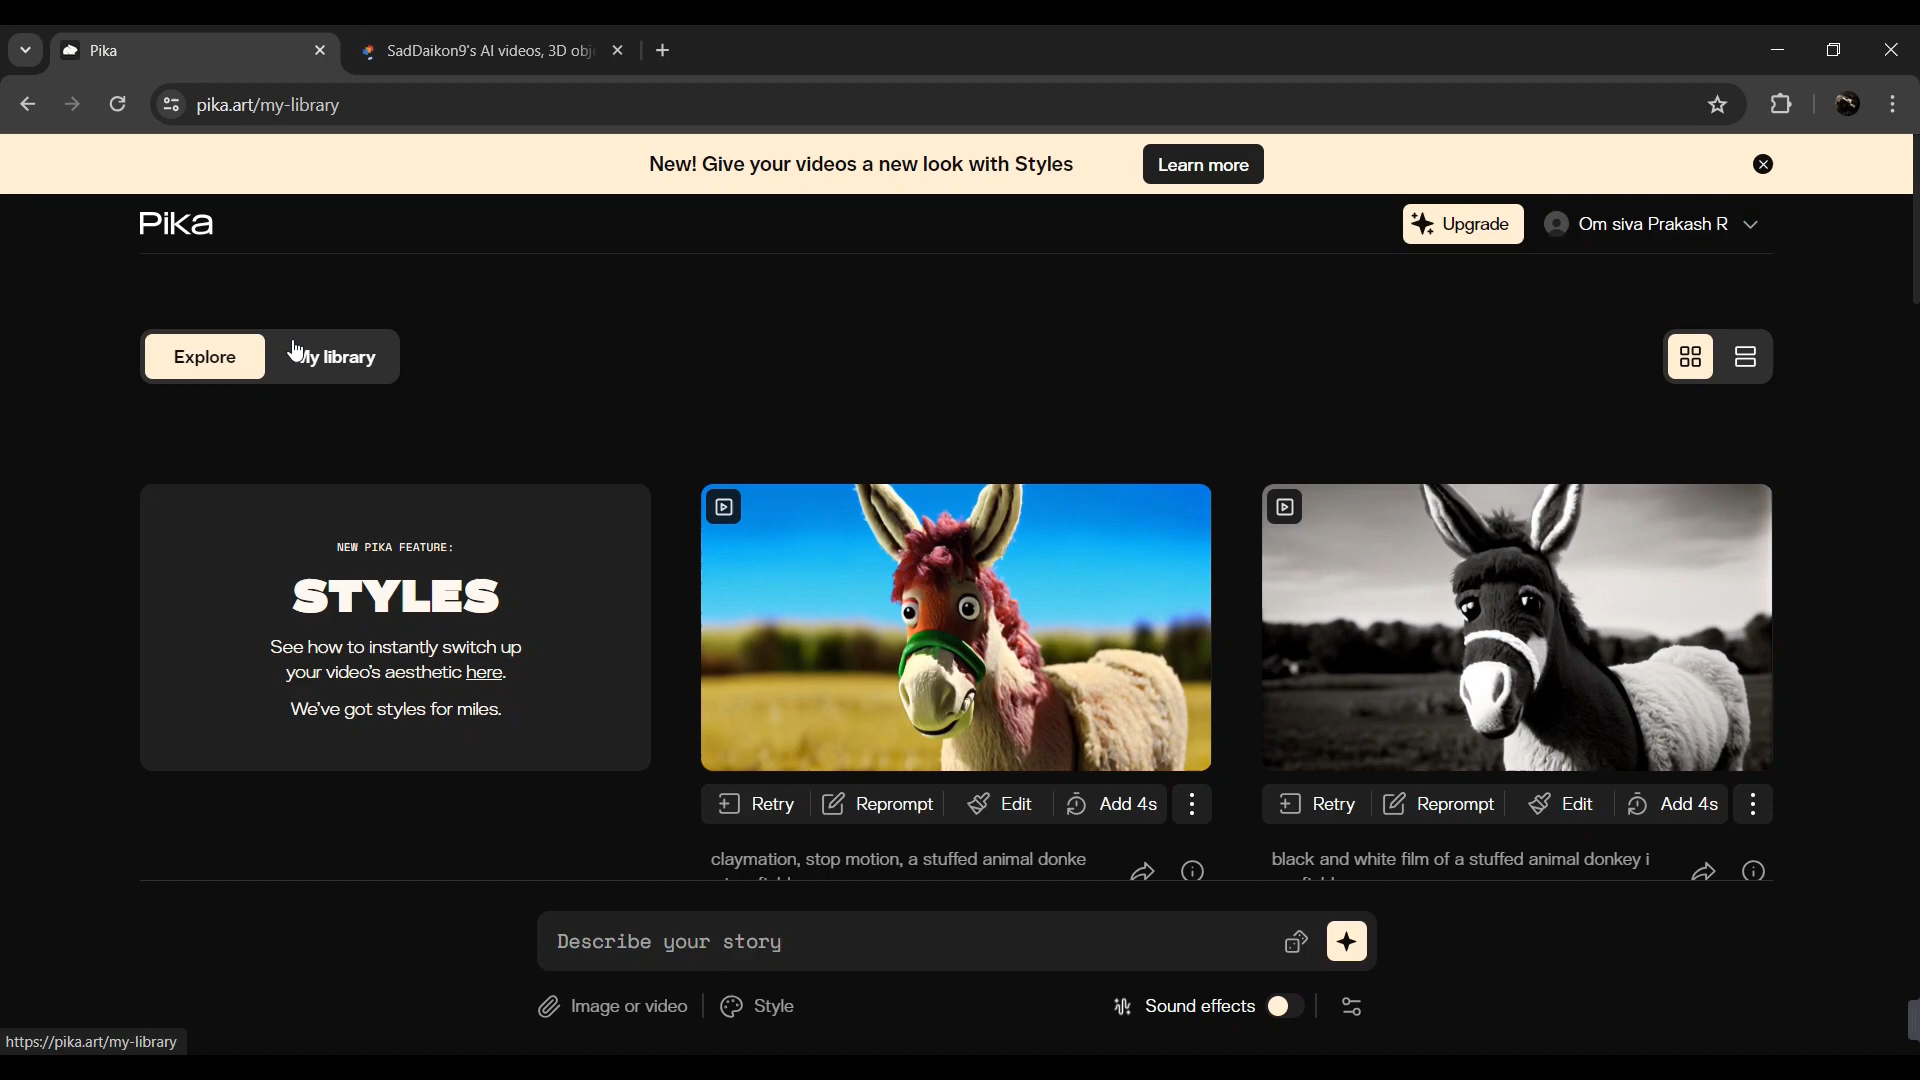 Pika
SadDaikon9's AI videos, 3D obj
pika.art/my-library
New! Give your videos a new look with Styles
Learn more
Pika
Upgrade
Om siva Prakash R
Explore
My library
NEW PIKA FEATURE:
STYLES
See how to instantly switch up
your video's aesthetic here.
We've got styles for miles.
Retry
Reprompt
Edit
Add 4s
Retry
Reprompt
Edit
Add 4s
claymation, stop motion, a stuffed animal donke
black and white film of a stuffed animal donkey i
Describe your story
Image or video
Style
Sound effects
https://pika.art/my-library